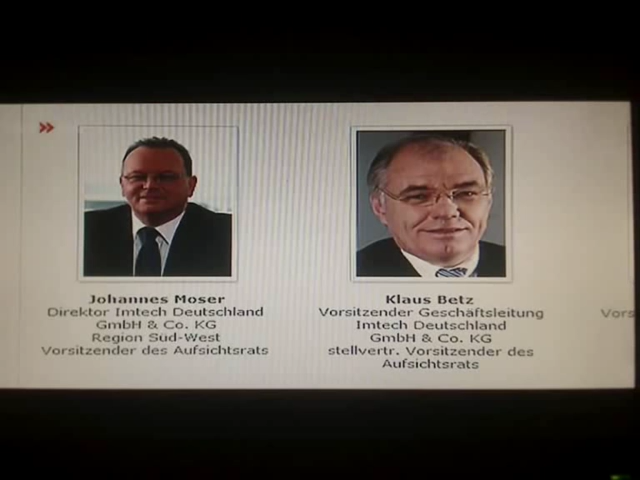 Johannes Moser
Direktor Imtech Deutschland
GmbH & Co. KG
Region Süd-West
Vorsitzender des Aufsichtsrats
Klaus Betz
Vorsitzender Geschäftsleitung
Imtech Deutschland
GmbH & Co. KG
stellvertr. Vorsitzender des
Aufsichtsrats
Vors